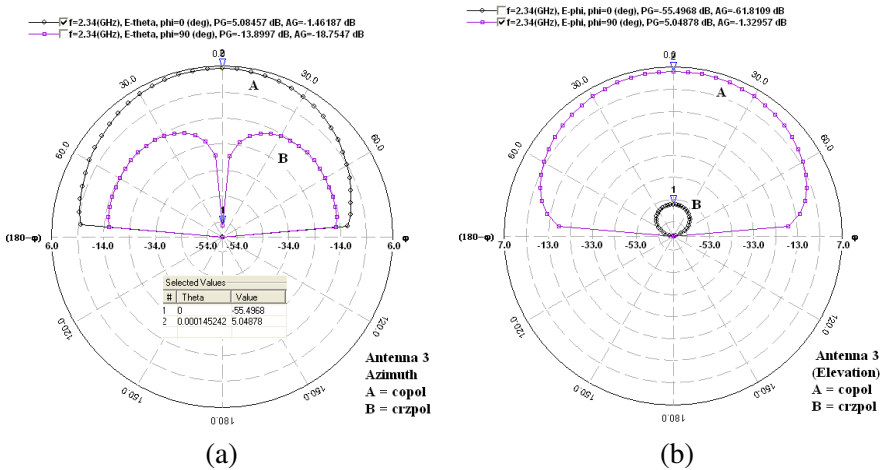 f=2.34(GHz), E-theta, phi=0 (deg), PG=5.08457 dB, AG=-1.46187 dB
f=2.34(GHz), E-theta, phi=90 (deg), PG=-13.8997 dB, AG=-18.7547 dB
0.0
2
30.0 A 30.0
60.0 B 60.0
1
(180-φ) φ
6.0 -14.0 -34.0 -54.0 -54.0 -34.0 -14.0 6.0
Selected Values
# Theta Value
1 0 -55.4968
2 0.000145242 5.04878
120.0 120.0
150.0 150.0
180.0
Antenna 3
Azimuth
A = copol
B = crzpol
(a)
f=2.34(GHz), E-phi, phi=0 (deg), PG=-55.4968 dB, AG=-61.8109 dB
f=2.34(GHz), E-phi, phi=90 (deg), PG=5.04878 dB, AG=-1.32957 dB
0.0
2
30.0 A 30.0
60.0 60.0
1
B
(180-φ) φ
7.0 -13.0 -33.0 -53.0 -53.0 -33.0 -13.0 7.0
120.0 120.0
150.0 150.0
180.0
Antenna 3
(Elevation)
A = copol
B = crzpol
(b)